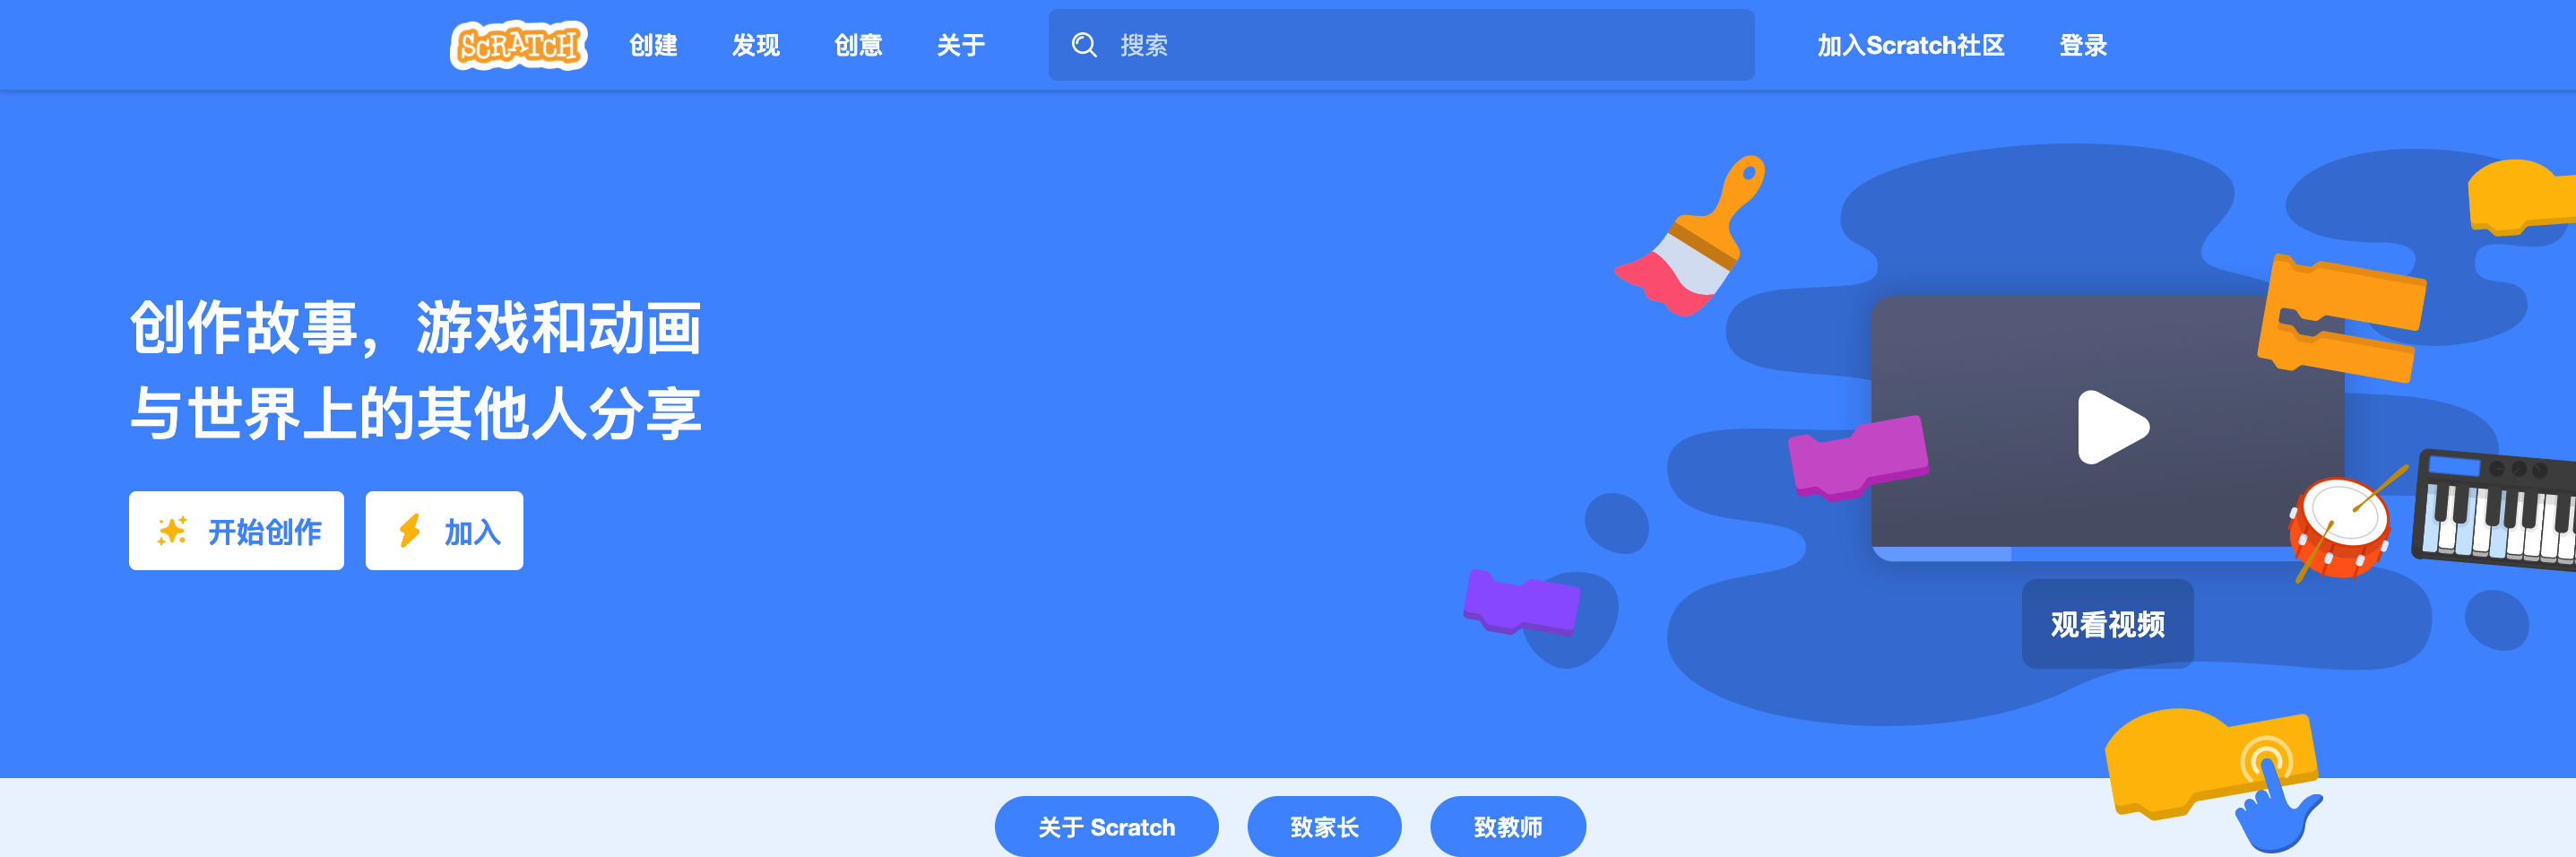 SCRATCH
创建
发现
创意
关于
搜索
加入Scratch社区
登录
创作故事，游戏和动画
与世界上的其他人分享
开始创作
加入
观看视频
关于 Scratch
致家长
致教师